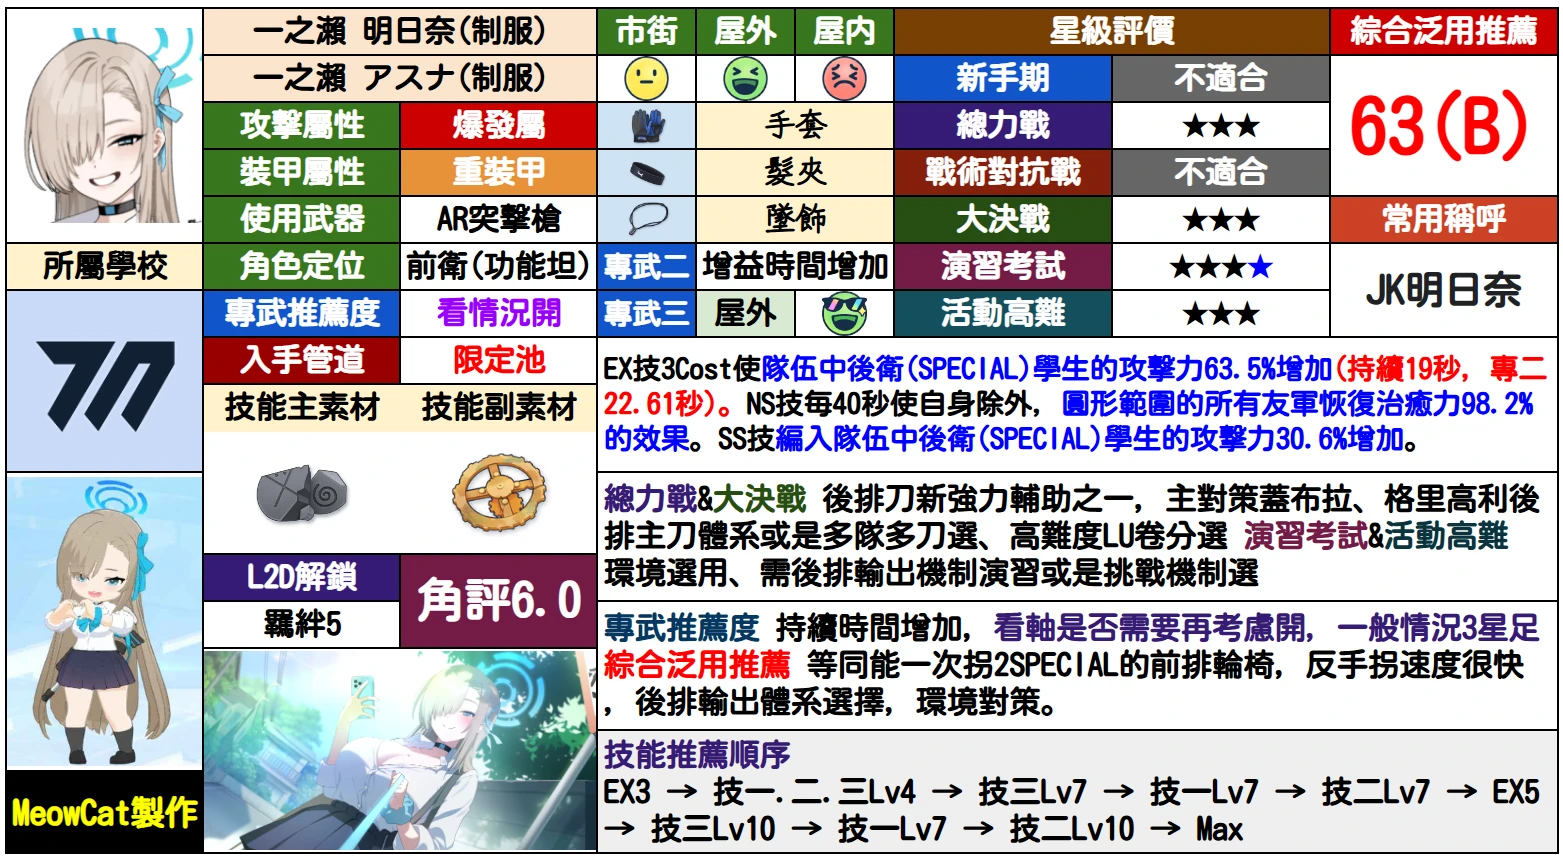 一之瀨 明日奈(制服)
一之瀨 アスナ(制服)
攻擊屬性 爆發屬
裝甲屬性 重裝甲
使用武器 AR突擊槍
角色定位 前衛(功能坦)
專武推薦度 看情況開
入手管道 限定池
技能主素材 技能副素材
L2D解鎖
羈絆5
角評6.0
所屬學校
MeowCat製作
市街 屋外 屋內
手套
髮夾
墜飾
專武二 增益時間增加
專武三 屋外
星級評價
新手期 不適合
總力戰 ★★★
戰術對抗戰 不適合
大決戰 ★★★
演習考試 ★★★★
活動高難 ★★★
綜合泛用推薦
63(B)
常用稱呼
JK明日奈
EX技3Cost使隊伍中後衛(SPECIAL)學生的攻擊力63.5%增加(持續19秒, 專二
22.61秒)。NS技每40秒使自身除外, 圓形範圍的所有友軍恢復治癒力98.2%
的效果。SS技編入隊伍中後衛(SPECIAL)學生的攻擊力30.6%增加。
總力戰&大決戰 後排刀新強力輔助之一, 主對策蓋布拉、格里高利後
排主刀體系或是多隊多刀選、高難度LU卷分選 演習考試&活動高難
環境選用、需後排輸出機制演習或是挑戰機制選
專武推薦度 持續時間增加, 看軸是否需要再考慮開, 一般情況3星足
綜合泛用推薦 等同能一次拐2SPECIAL的前排輪椅, 反手拐速度很快
, 後排輸出體系選擇, 環境對策。
技能推薦順序
EX3 → 技一.二.三Lv4 → 技三Lv7 → 技一Lv7 → 技二Lv7 → EX5
→ 技三Lv10 → 技一Lv7 → 技二Lv10 → Max